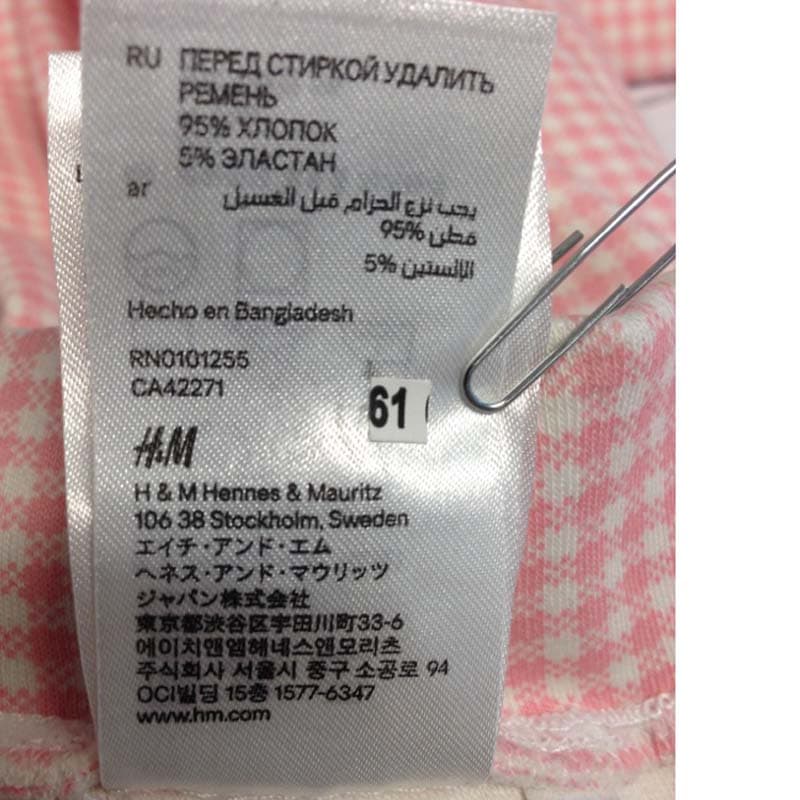 RU ПЕРЕД СТИРКОЙ УДАЛИТЬ
РЕМЕНЬ
95% ХЛОПОК
5% ЭЛАСТАН
ar يجب نزع الحزام قبل الغسيل
قطن 95%
الإلستين 5%
Hecho en Bangladesh
RN0101255
CA42271
61
H&M
H & M Hennes & Mauritz
106 38 Stockholm, Sweden
エイチ・アンド・エム
ヘネス・アンド・マウリッツ
ジャパン株式会社
東京都渋谷区宇田川町33-6
에이치앤엠헤네스앤모리츠
주식회사 서울시 중구 소공로 94
OCI빌딩 15층 1577-6347
www.hm.com